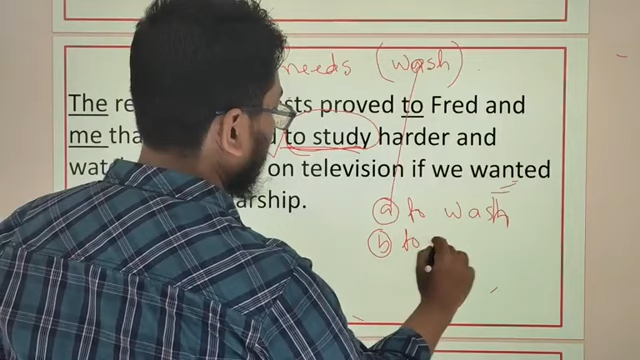 needs (wash)
The re sts proved to Fred and
me tha to study harder and
wat on television if we wanted
arship.
a to wash
b to